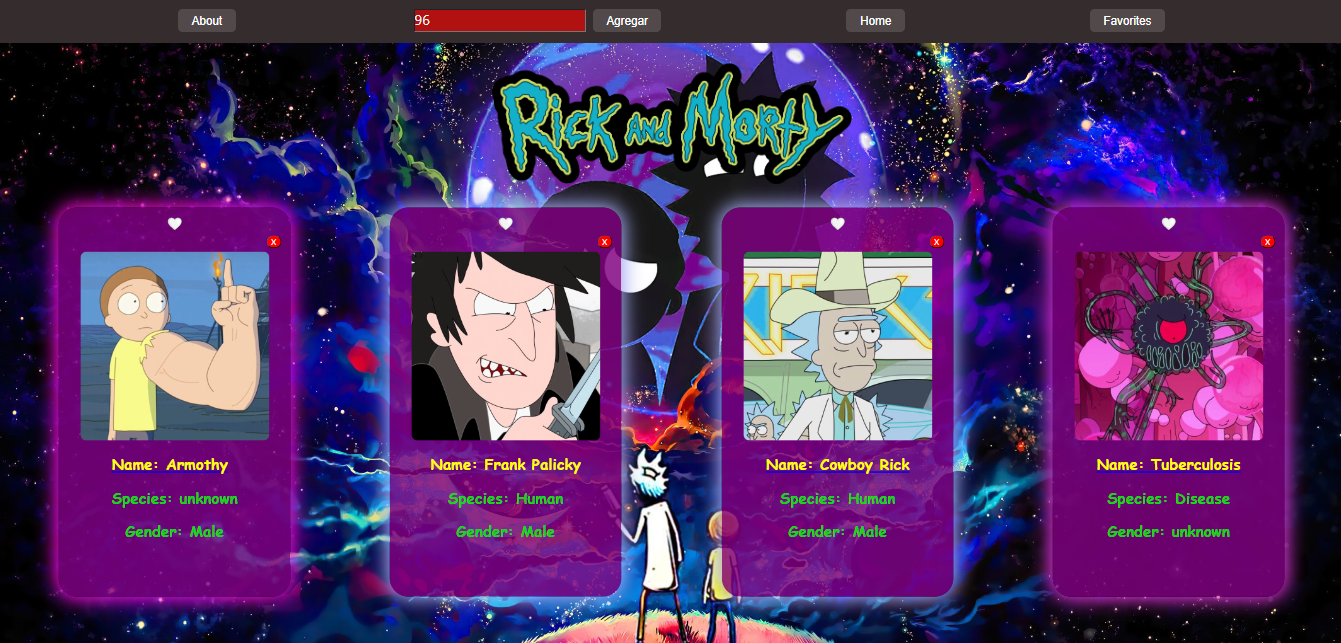 About
96
Agregar
Home
Favorites
Rick and Morty
x
x
x
x
Name: Armothy
Species: unknown
Gender: Male
Name: Frank Palicky
Species: Human
Gender: Male
Name: Cowboy Rick
Species: Human
Gender: Male
Name: Tuberculosis
Species: Disease
Gender: unknown